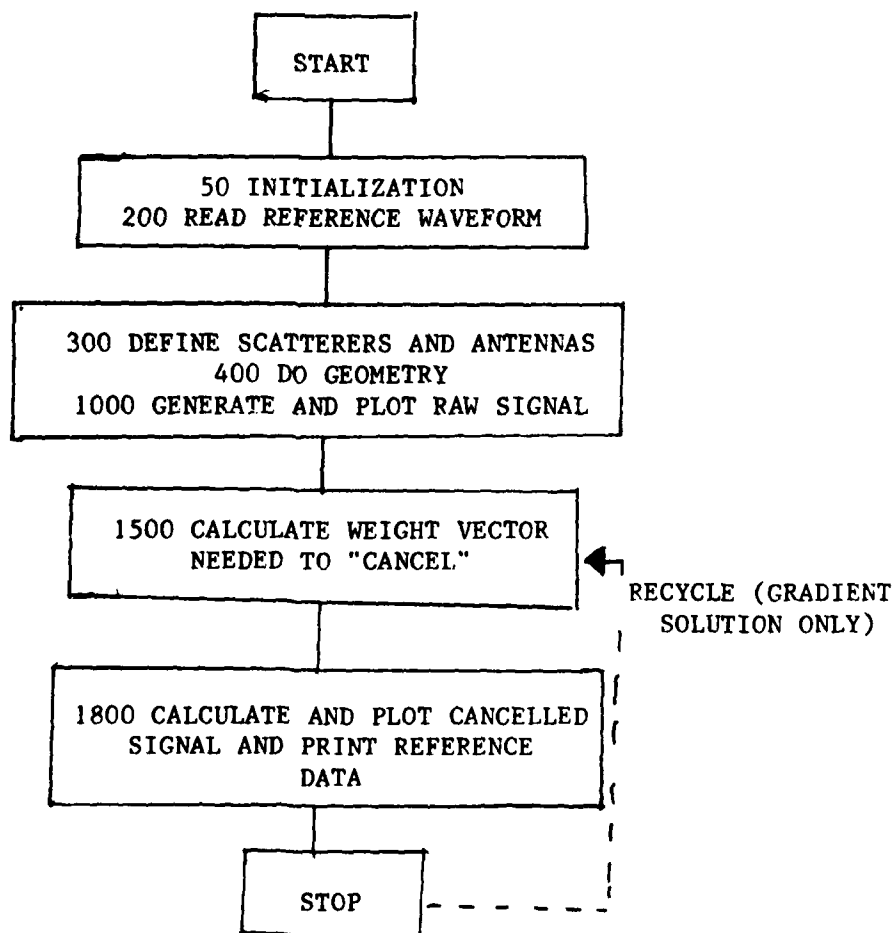 START
50 INITIALIZATION
200 READ REFERENCE WAVEFORM
300 DEFINE SCATTERERS AND ANTENNAS
400 DO GEOMETRY
1000 GENERATE AND PLOT RAW SIGNAL
1500 CALCULATE WEIGHT VECTOR
NEEDED TO "CANCEL"
RECYCLE (GRADIENT
SOLUTION ONLY)
1800 CALCULATE AND PLOT CANCELLED
SIGNAL AND PRINT REFERENCE
DATA
STOP